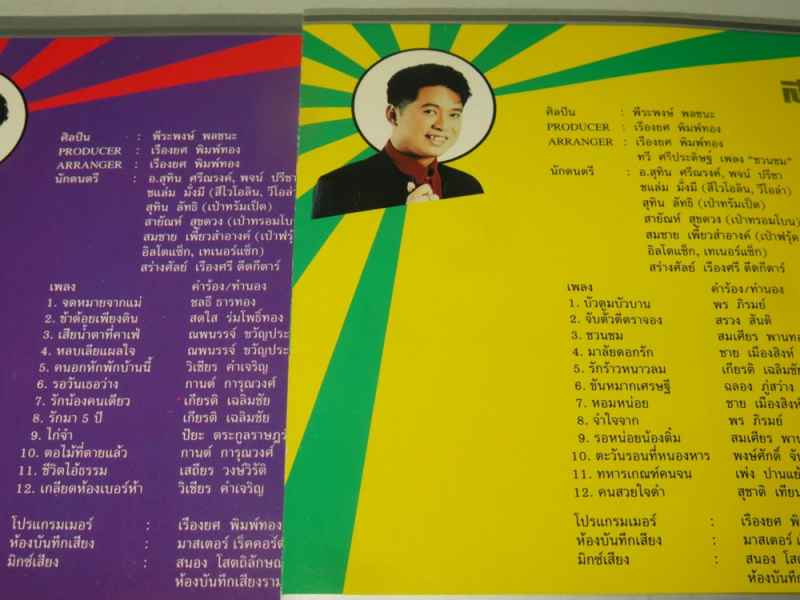 ศิลปิน : พีระพงษ์ พลชนะ
PRODUCER : เรืองยศ พิมพ์ทอง
ARRANGER : เรืองยศ พิมพ์ทอง
นักดนตรี : อ.สุทิน ศรีณรงค์, พจน์ ปรีชา
ชแล่ม มั่งมี (สีไวโอลิน, วีโอล่า)
สุทิน ลัทธิ (เป่าทรัมเป็ต)
สายัณห์ สุขดวง (เป่าทรอมโบน)
สมชาย เพี้ยวสำอางค์ (เป่าฟรุ้
อิลโตแซ็ก, เทเนอร์แซ็ก)
สร่างศัลย์ เรืองศรี ดีดกีตาร์
เพลง คำร้อง/ทำนอง
1. จดหมายจากแม่ ชลธี ธารทอง
2. ข้าด้อยเพียงดิน สดใส ร่มโพธิ์ทอง
3. เสียน้ำตาที่คาเฟ่ ณพนรรจ์ ขวัญประ
4. หลบเลียแผลใจ ณพนรรจ์ ขวัญประ
5. คนอกหักพักบ้านนี้ วิเชียร คำเจริญ
6. รอวันเธอว่าง กานต์ การุณวงศ์
7. รักน้องคนเดียว เกียรติ เฉลิมชัย
8. รักมา 5 ปี เกียรติ เฉลิมชัย
9. ไก่จ๋า ปิยะ ตระกูลราษฎร์
10. ดอไม้ที่ตายแล้ว กานต์ การุณวงศ์
11. ชีวิตไอ้ธรรม เสถียร วงษ์วิรัติ
12. เกลียดห้องเบอร์ห้า วิเชียร คำเจริญ
โปรแกรมเมอร์ : เรืองยศ พิมพ์ทอง
ห้องบันทึกเสียง : มาสเตอร์ เร็คคอร์ด
มิกซ์เสียง : สนอง โสตถิลักษณ
ห้องบันทึกเสียงราม
ศิลปิน : พีระพงษ์ พลชนะ
PRODUCER : เรืองยศ พิมพ์ทอง
ARRANGER : เรืองยศ พิมพ์ทอง
ทวี ศรีประดิษฐ์ เพลง "ชวนชม"
นักดนตรี : อ.สุทิน ศรีณรงค์, พจน์ ปรีชา
ชแล่ม มั่งมี (สีไวโอลิน, วีโอล่า)
สุทิน ลัทธิ (เป่าทรัมเป็ต)
สายัณห์ สุขดวง (เป่าทรอมโบน)
สมชาย เพี้ยวสำอางค์ (เป่าฟรุ้ด
อิลโตแซ็ก, เทเนอร์แซ็ก)
สร่างศัลย์ เรืองศรี ดีดกีตาร์
เพลง คำร้อง/ทำนอง
1. บัวตูมบัวบาน พร ภิรมย์
2. จับตั๋วตีตราจอง สรวง สันติ
3. ชวนชม สมเศียร พานทอ
4. มาลัยดอกรัก ชาย เมืองสิงห์
5. รักร้าวหนาวลม เกียรติ เฉลิมชัย
6. ขันหมากเศรษฐี ฉลอง ภู่สว่าง
7. หอมหน่อย ชาย เมืองสิงห์
8. จำใจจาก พร ภิรมย์
9. รอหน่อยน้องติ๋ม สมเศียร พาน
10. ตะวันรอนที่หนองหาร พงษ์ศักดิ์ จัน
11. ทหารเกณฑ์คนจน เพ่ง ปานแย้
12. คนสวยใจดำ สุชาติ เทียน
โปรแกรมเมอร์ : เรืองยศ พิ
ห้องบันทึกเสียง : มาสเตอร์ เ
มิกซ์เสียง : สนอง โส
ห้องบันทึ